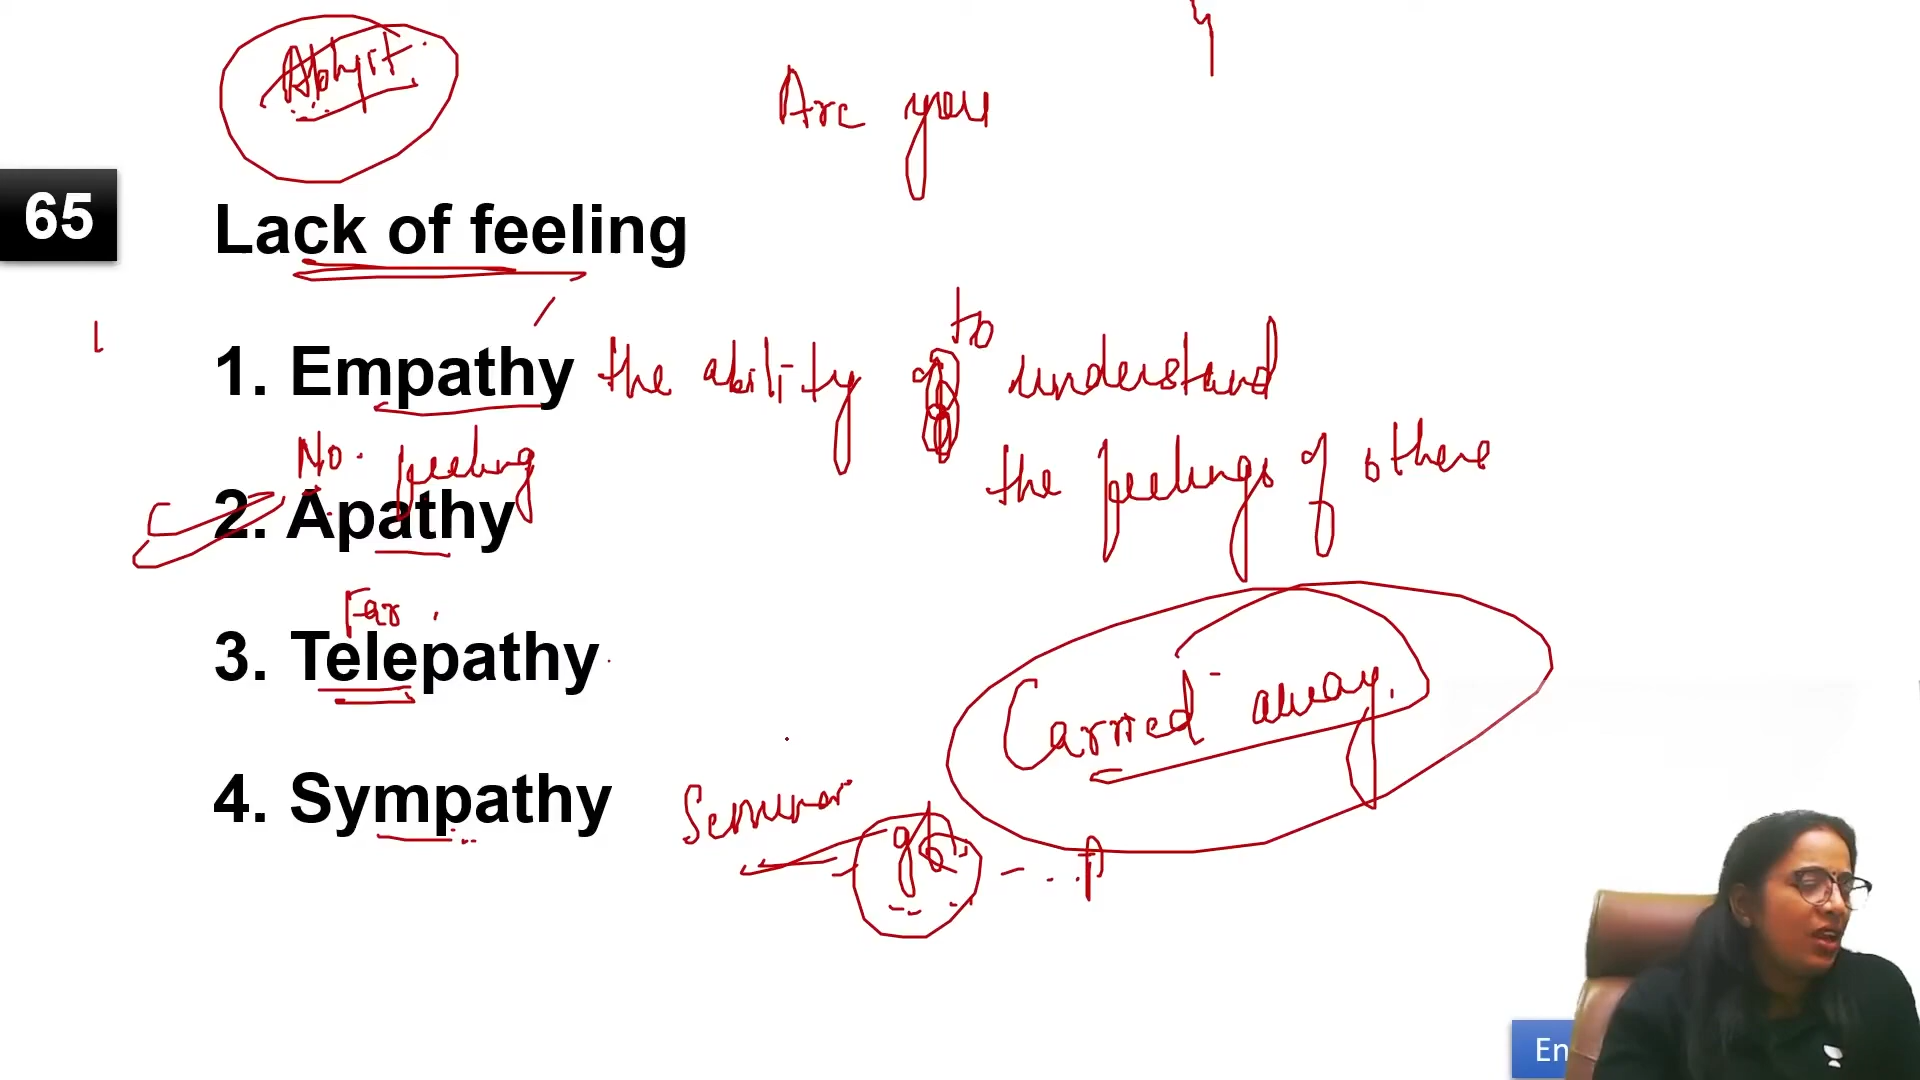 Are you
65
Lack of feeling
1. Empathy the ability to understand
the feelings of others
No feeling
2. Apathy
Far
3. Telepathy
Carried away.
4. Sympathy
Seminar
En